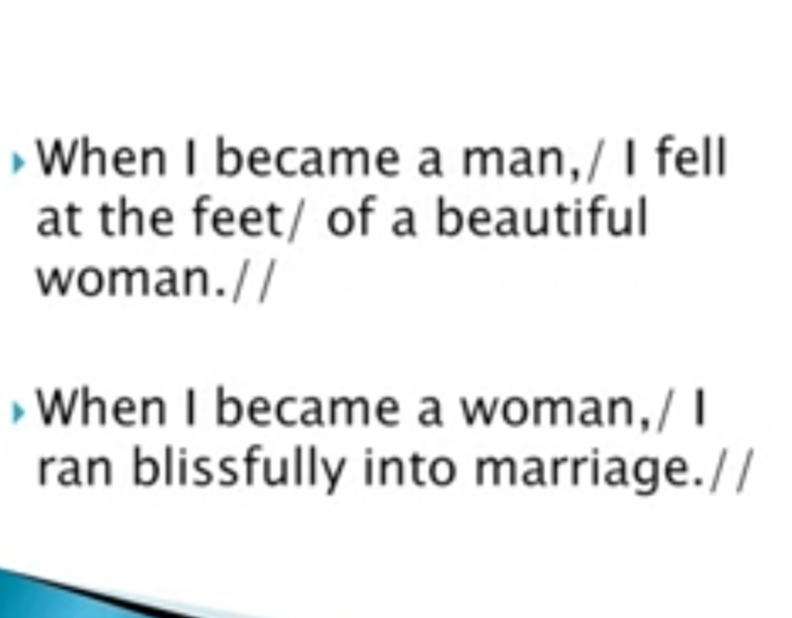 When I became a man,/ I fell
at the feet/ of a beautiful
woman.//
When I became a woman,/ I
ran blissfully into marriage.//